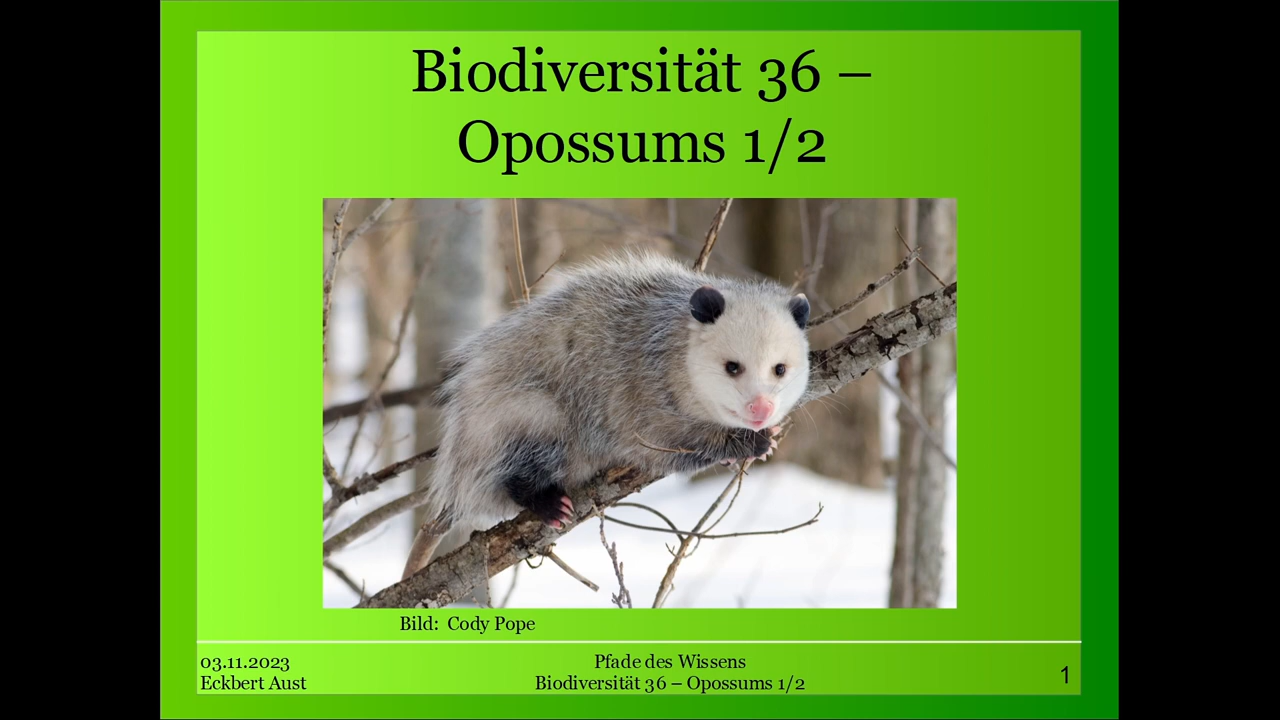 Biodiversität 36 –
Opossums 1/2
Bild: Cody Pope
03.11.2023
Eckbert Aust
Pfade des Wissens
Biodiversität 36 – Opossums 1/2
1